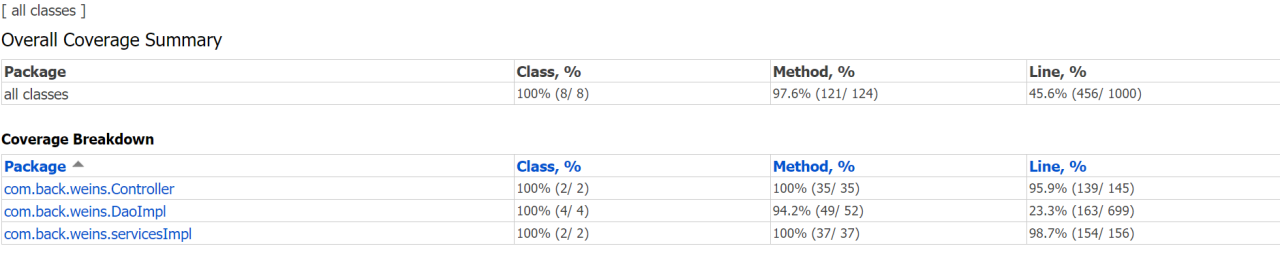 [ all classes ]
Overall Coverage Summary
Package Class, % Method, % Line, %
all classes 100% (8/ 8) 97.6% (121/ 124) 45.6% (456/ 1000)
Coverage Breakdown
Package Class, % Method, % Line, %
com.back.weins.Controller 100% (2/ 2) 100% (35/ 35) 95.9% (139/ 145)
com.back.weins.DaoImpl 100% (4/ 4) 94.2% (49/ 52) 23.3% (163/ 699)
com.back.weins.servicesImpl 100% (2/ 2) 100% (37/ 37) 98.7% (154/ 156)